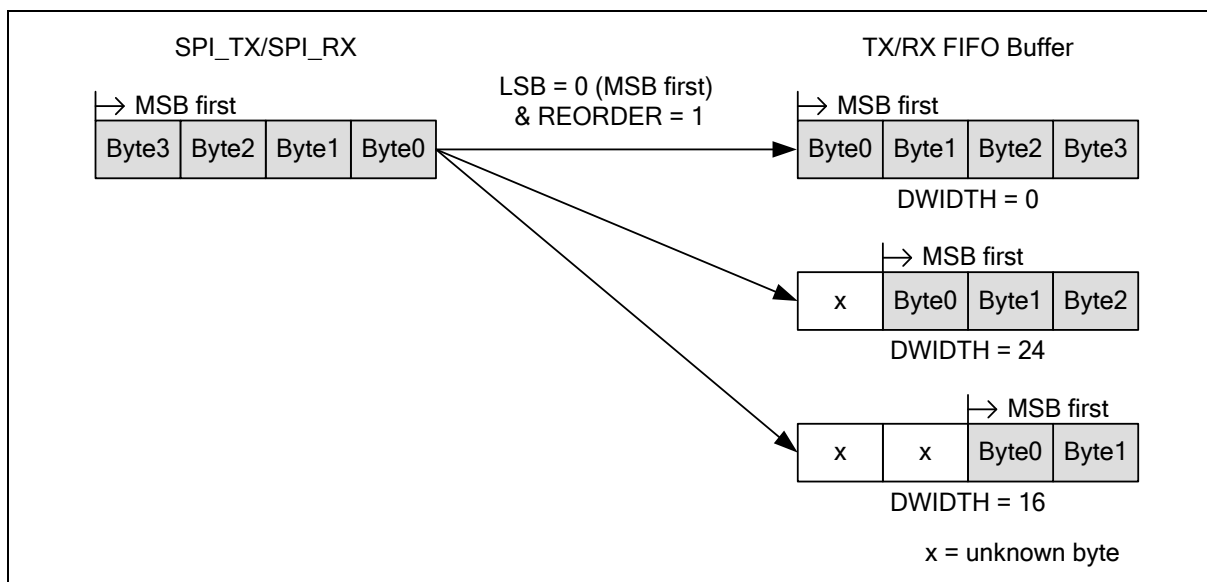 SPI_TX/SPI_RX
MSB first
Byte3 Byte2 Byte1 Byte0
LSB = 0 (MSB first)
& REORDER = 1
TX/RX FIFO Buffer
MSB first
Byte0 Byte1 Byte2 Byte3
DWIDTH = 0
MSB first
x Byte0 Byte1 Byte2
DWIDTH = 24
MSB first
x x Byte0 Byte1
DWIDTH = 16
x = unknown byte